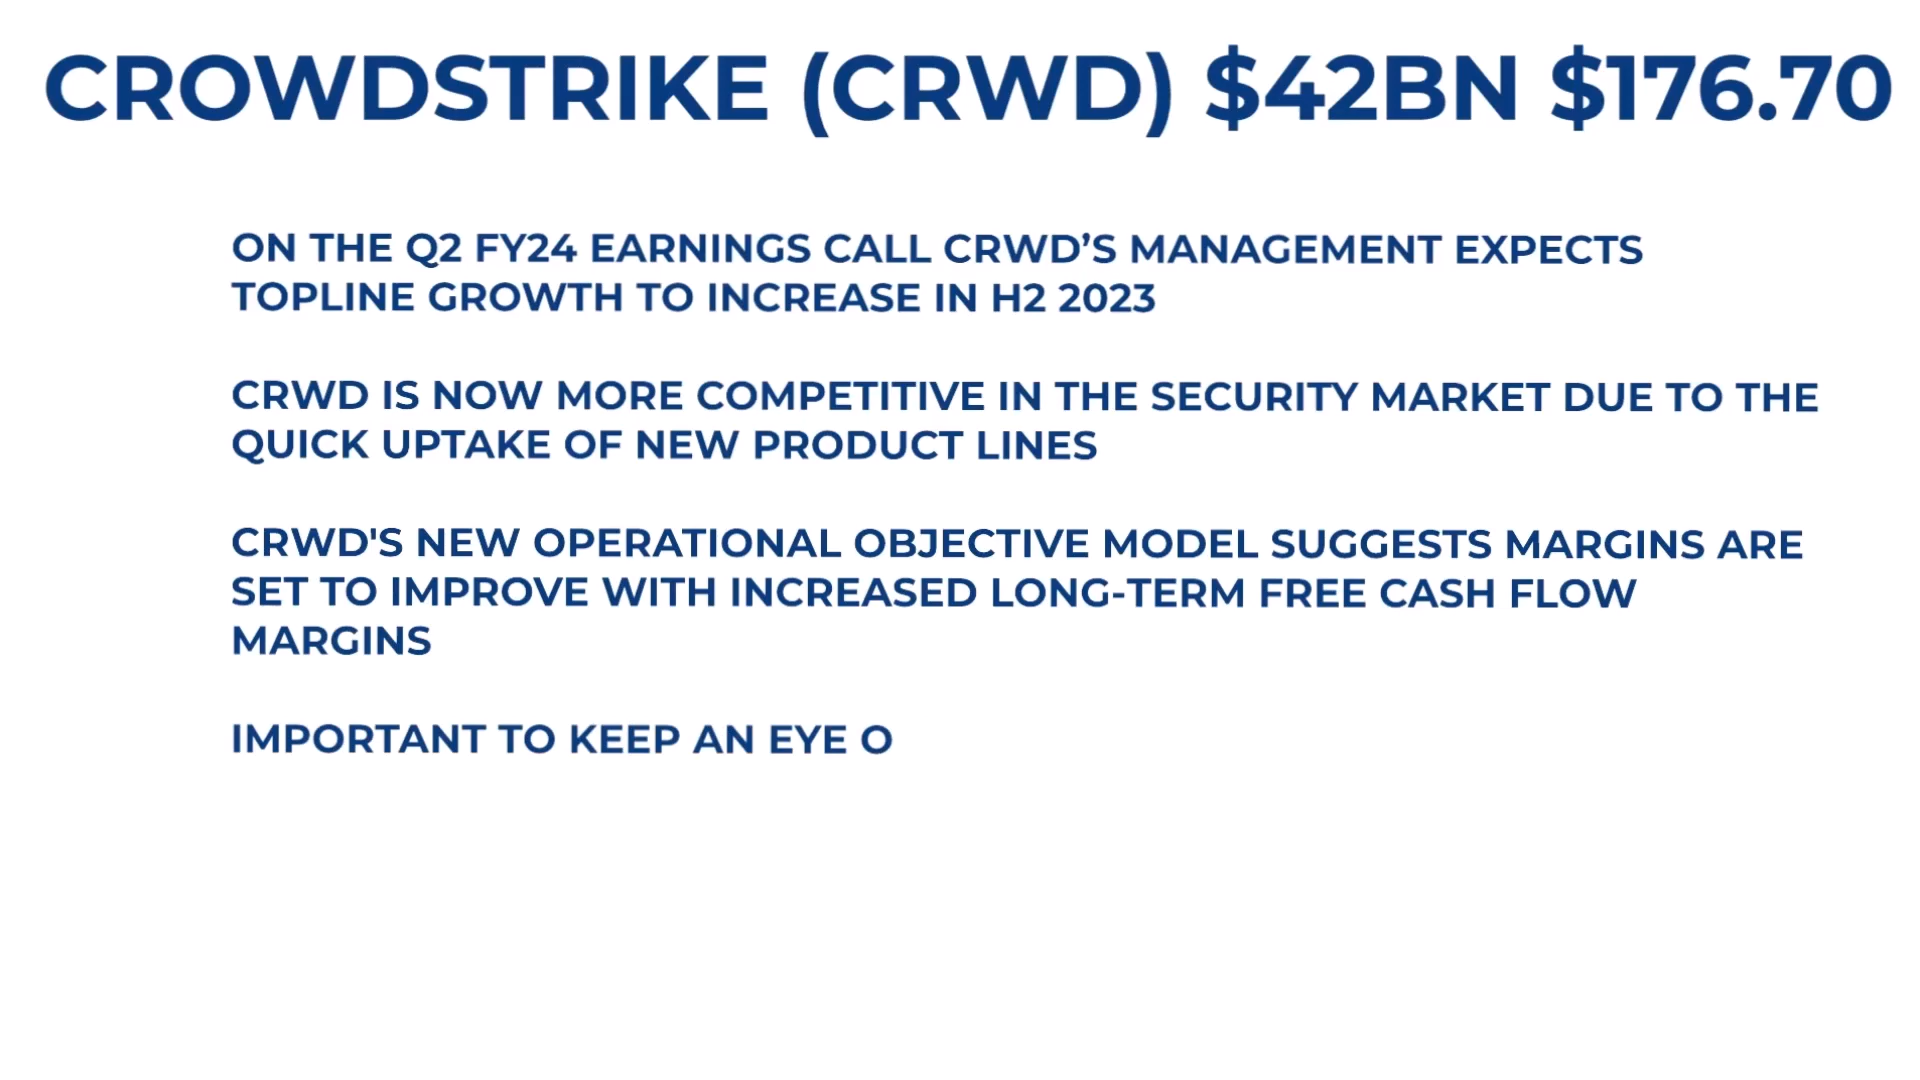 CROWDSTRIKE (CRWD) $42BN $176.70
ON THE Q2 FY24 EARNINGS CALL CRWD’S MANAGEMENT EXPECTS
TOPLINE GROWTH TO INCREASE IN H2 2023
CRWD IS NOW MORE COMPETITIVE IN THE SECURITY MARKET DUE TO THE
QUICK UPTAKE OF NEW PRODUCT LINES
CRWD'S NEW OPERATIONAL OBJECTIVE MODEL SUGGESTS MARGINS ARE
SET TO IMPROVE WITH INCREASED LONG-TERM FREE CASH FLOW
MARGINS
IMPORTANT TO KEEP AN EYE O